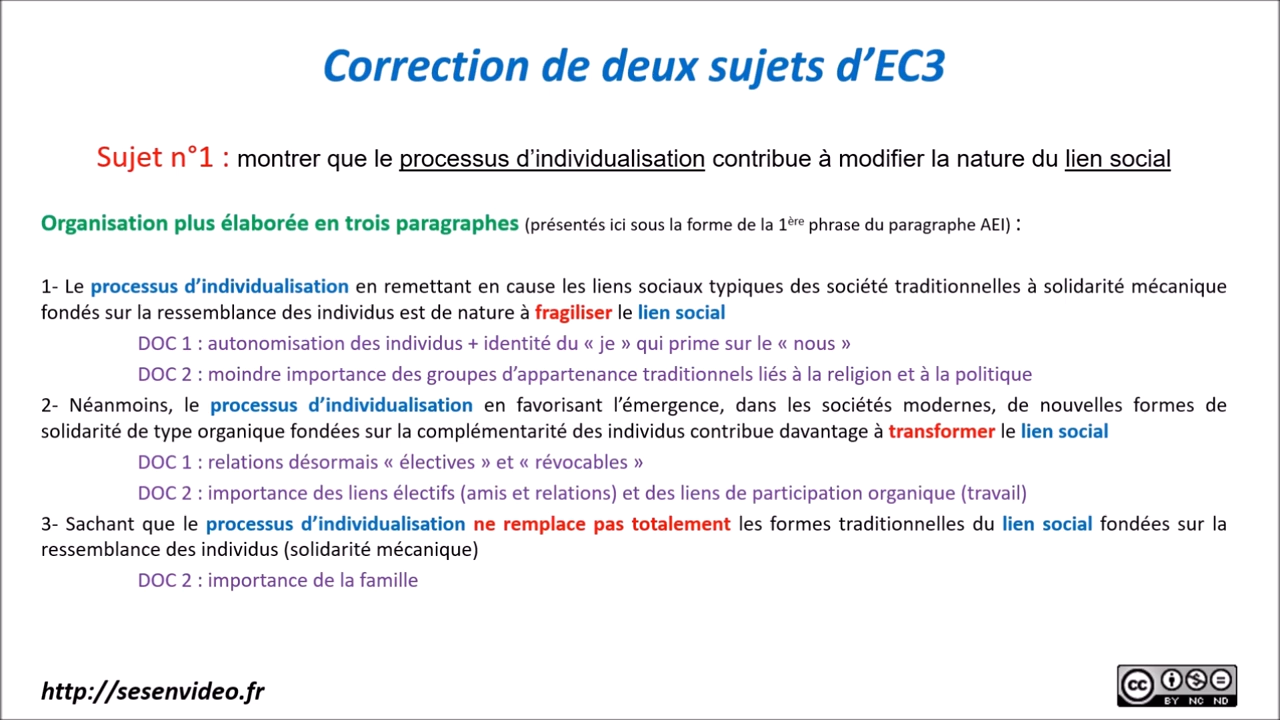 Correction de deux sujets d'EC3
Sujet n°1 : montrer que le processus d'individualisation contribue à modifier la nature du lien social
Organisation plus élaborée en trois paragraphes (présentés ici sous la forme de la 1ère phrase du paragraphe AEI) :
1- Le processus d'individualisation en remettant en cause les liens sociaux typiques des société traditionnelles à solidarité mécanique
fondés sur la ressemblance des individus est de nature à fragiliser le lien social
DOC 1 : autonomisation des individus + identité du « je » qui prime sur le « nous »
DOC 2 : moindre importance des groupes d'appartenance traditionnels liés à la religion et à la politique
2- Néanmoins, le processus d'individualisation en favorisant l'émergence, dans les sociétés modernes, de nouvelles formes de
solidarité de type organique fondées sur la complémentarité des individus contribue davantage à transformer le lien social
DOC 1 : relations désormais « électives » et « révocables »
DOC 2 : importance des liens électifs (amis et relations) et des liens de participation organique (travail)
3- Sachant que le processus d'individualisation ne remplace pas totalement les formes traditionnelles du lien social fondées sur la
ressemblance des individus (solidarité mécanique)
DOC 2 : importance de la famille
http://sesenvideo.fr
cc
BY NC ND